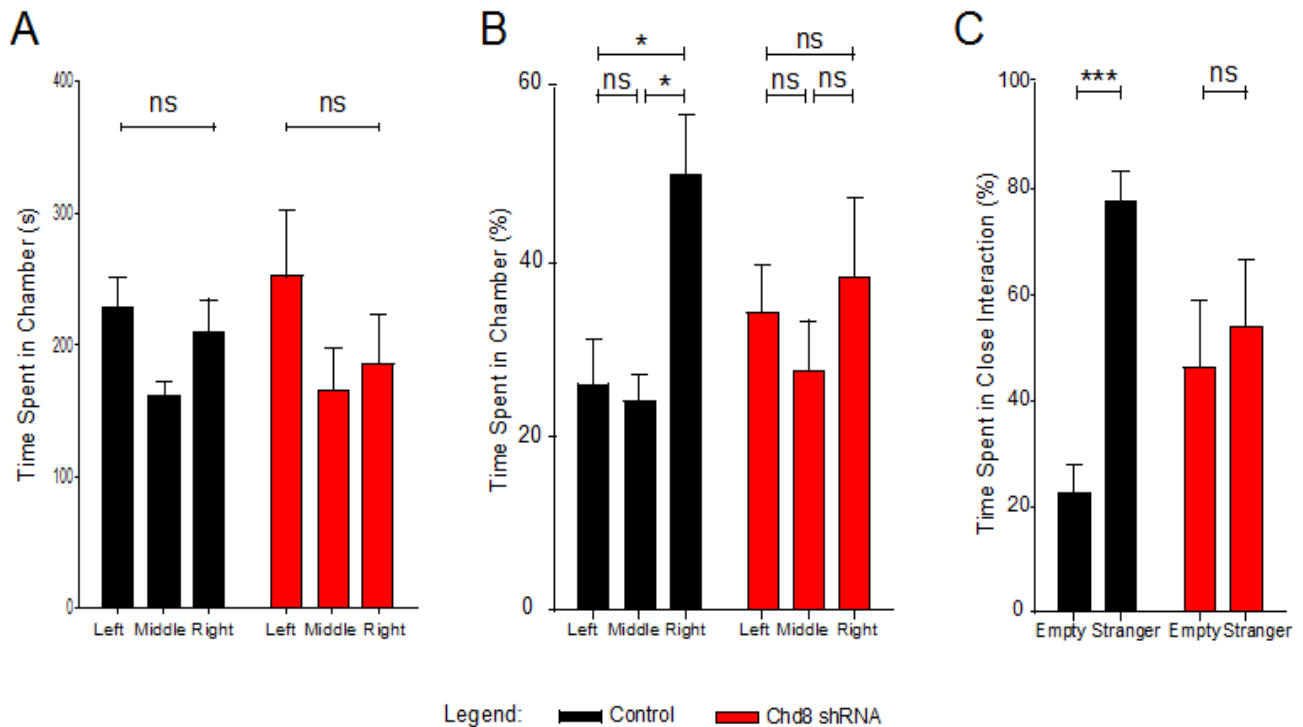 A
B
C
Time Spent in Chamber (s)
400
300
200
100
0
ns
ns
Left Middle Right
Left Middle Right
Time Spent in Chamber (%)
60
40
20
0
*
ns
*
ns
ns
ns
Left Middle Right
Left Middle Right
Time Spent in Close Interaction (%)
100
80
60
40
20
0
***
ns
Empty Stranger
Empty Stranger
Legend: Control Chd8 shRNA